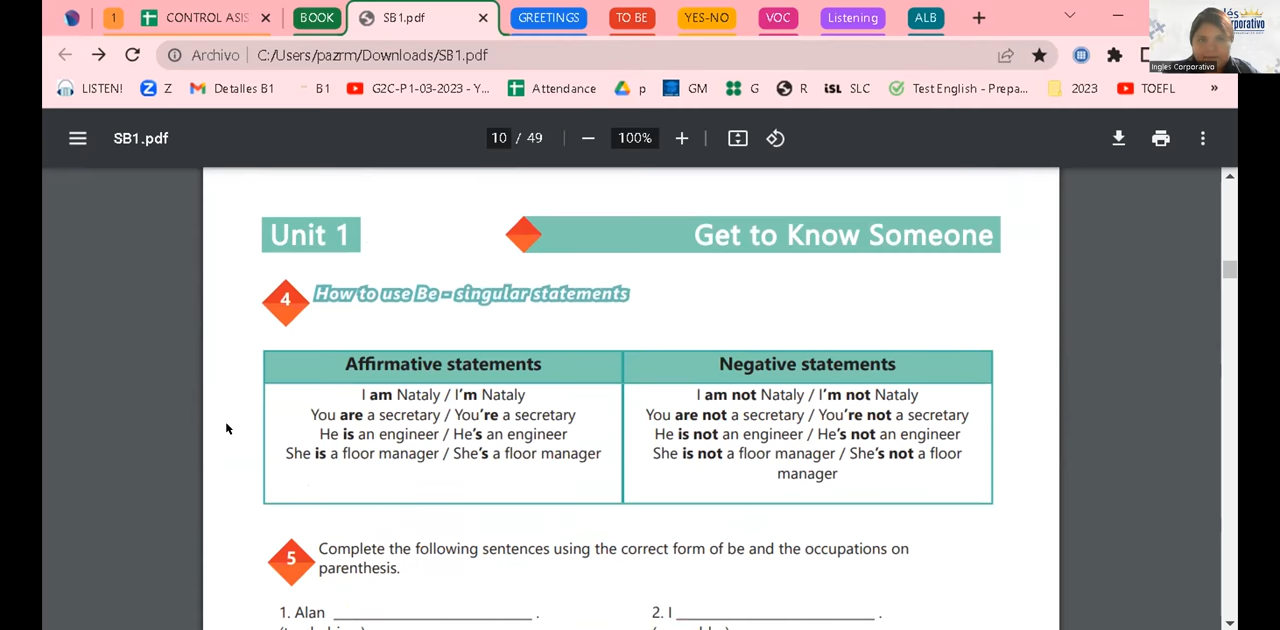 1 CONTROL ASIS BOOK SB1.pdf GREETINGS TO BE YES-NO VOC Listening ALB
Archivo C:/Users/pazrm/Downloads/SB1.pdf
Ingles Corporativo
LISTEN! Z Detalles B1 B1 G2C-P1-03-2023 - Y... Attendance p GM G R SLC Test English - Prepa... 2023 TOEFL »
SB1.pdf 10 / 49 100%
Unit 1 Get to Know Someone
4 How to use Be - singular statements
Affirmative statements
I am Nataly / I'm Nataly
You are a secretary / You're a secretary
He is an engineer / He's an engineer
She is a floor manager / She's a floor manager
Negative statements
I am not Nataly / I'm not Nataly
You are not a secretary / You're not a secretary
He is not an engineer / He's not an engineer
She is not a floor manager / She's not a floor
manager
5 Complete the following sentences using the correct form of be and the occupations on
parenthesis.
1. Alan ________________________ .
2. I ________________________ .